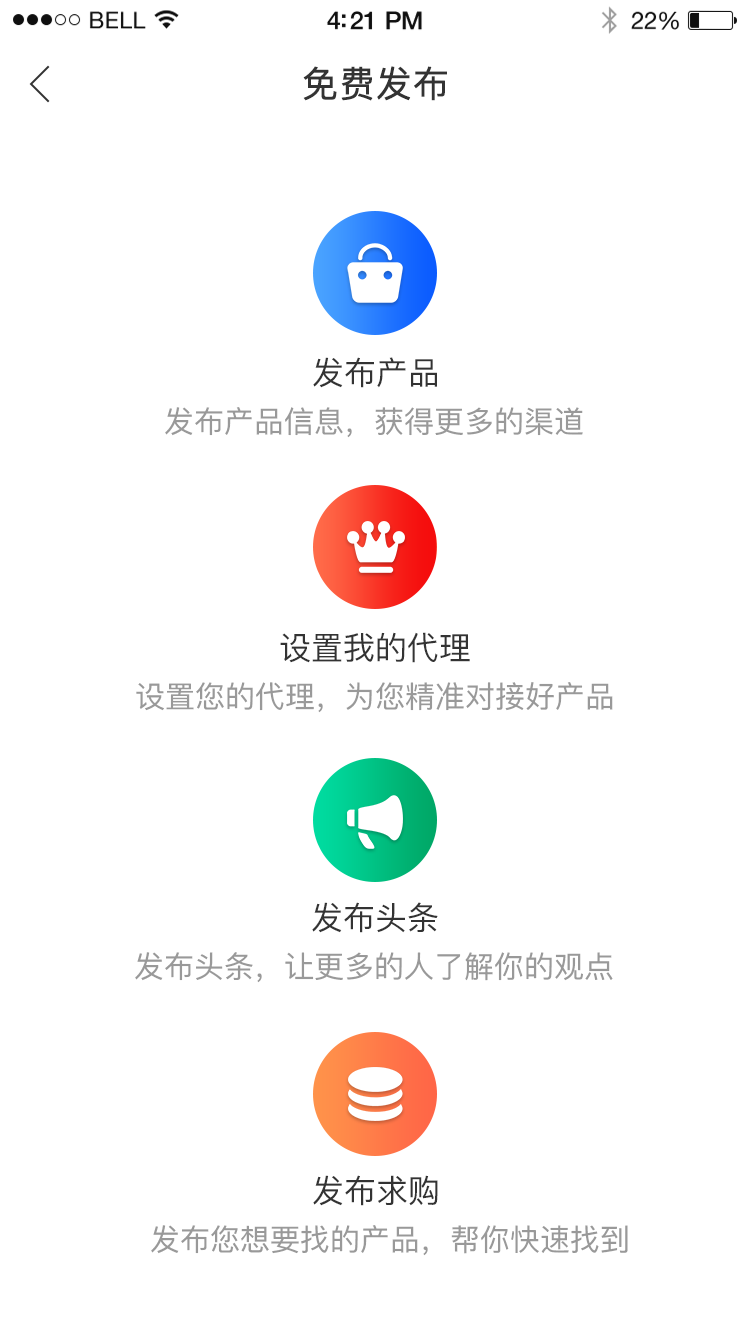 BELL 4:21 PM 22%
免费发布
发布产品
发布产品信息，获得更多的渠道
设置我的代理
设置您的代理，为您精准对接好产品
发布头条
发布头条，让更多的人了解你的观点
发布求购
发布您想要找的产品，帮你快速找到